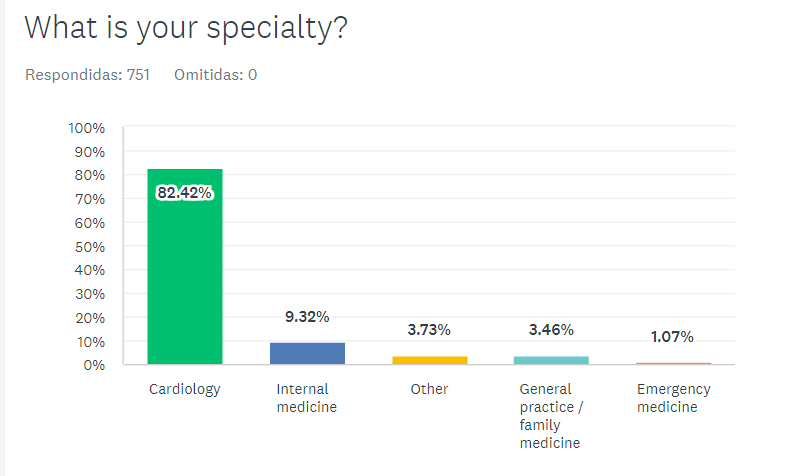 What is your specialty?
Respondidas: 751 Omitidas: 0
100%
90%
80%
70%
60%
50%
40%
30%
20%
10%
0%
82.42%
9.32%
3.73%
3.46%
1.07%
Cardiology
Internal
medicine
Other
General
practice /
family
medicine
Emergency
medicine